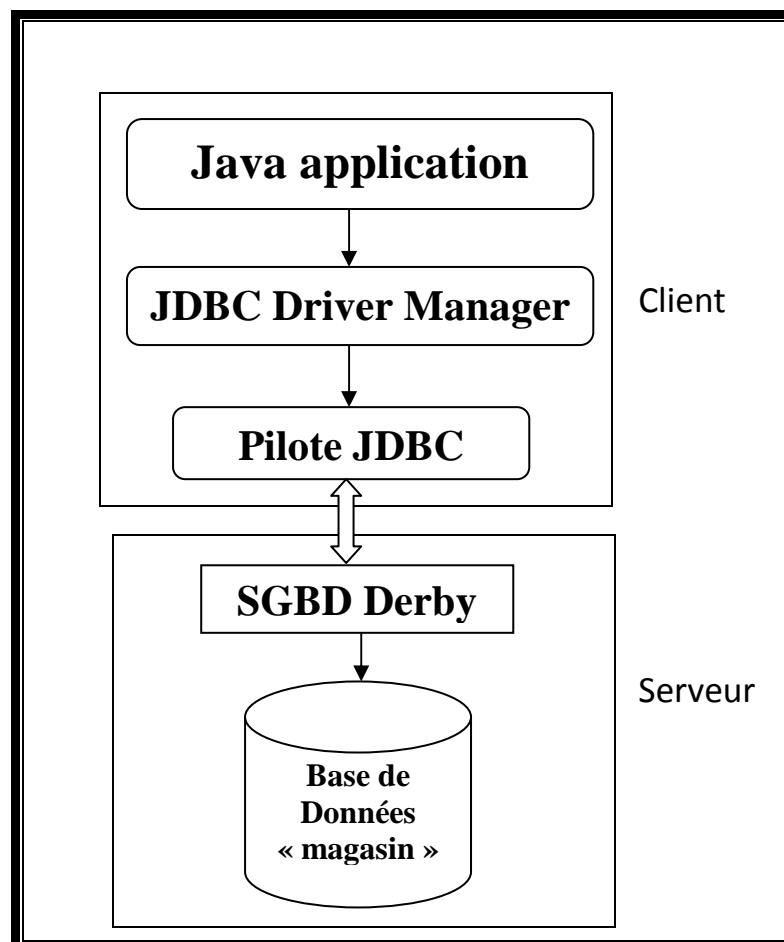 Java application
JDBC Driver Manager
Client
Pilote JDBC
SGBD Derby
Serveur
Base de
Données
« magasin »